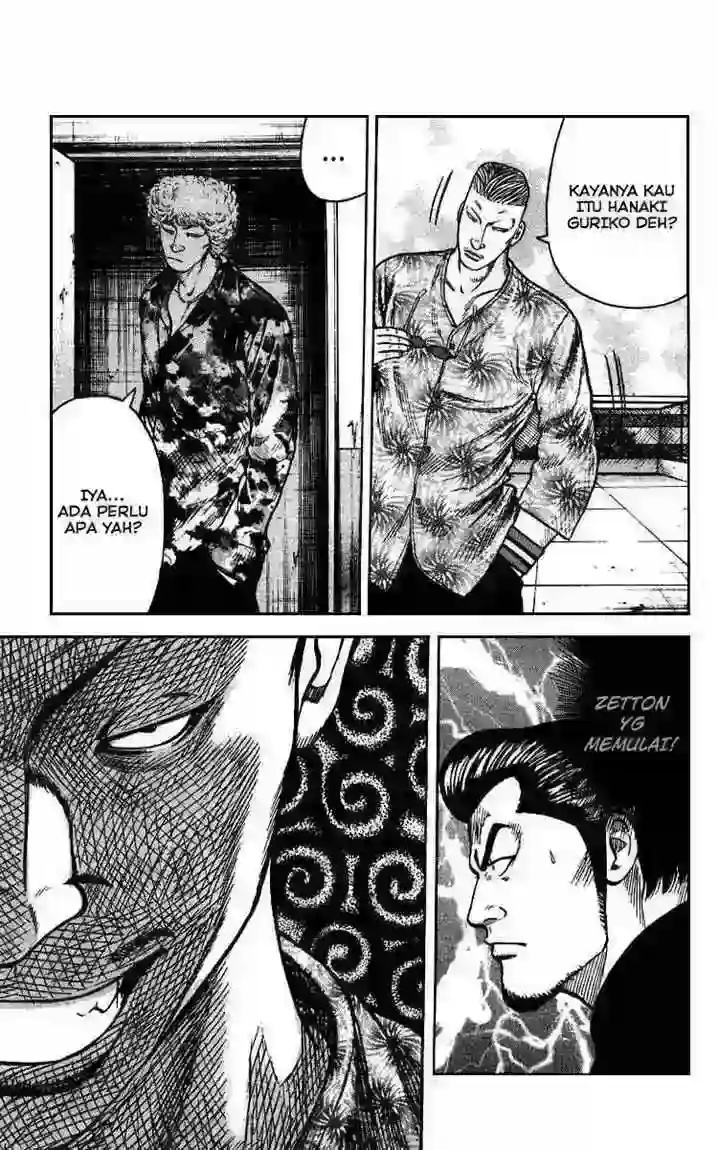 KAYANYA KAU
ITU HANAKI
GURIKO DEH?
...
IYA...
ADA PERLU
APA YAH?
ZETTON
YG
MEMULAI!